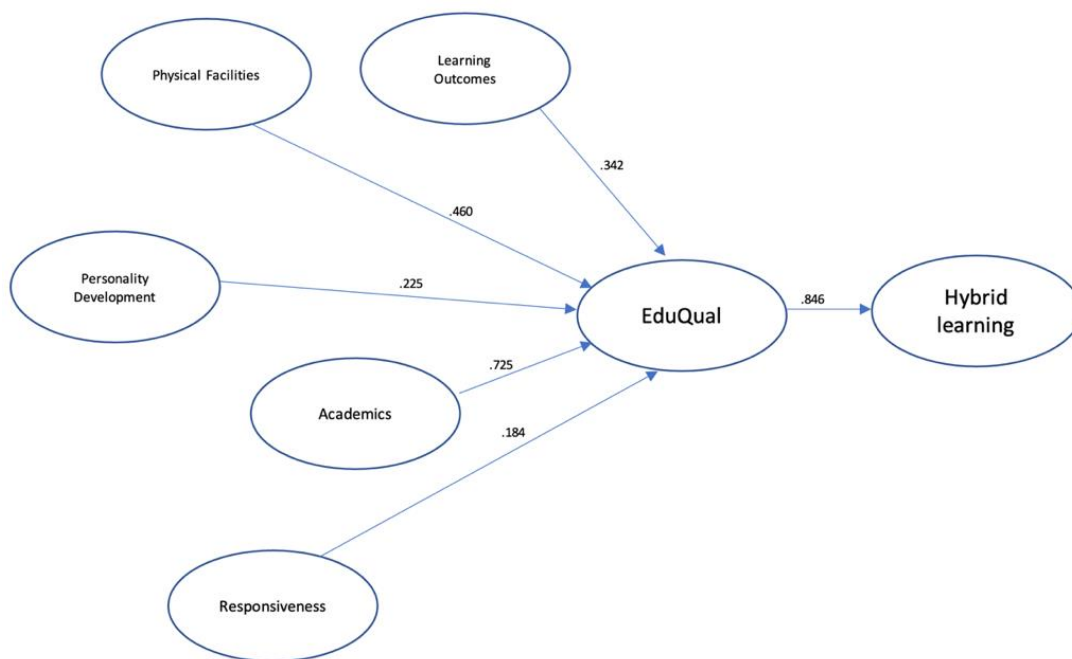 Physical Facilities
Learning
Outcomes
.342
.460
Personality
Development
.225
EduQual
.846
Hybrid
learning
.725
Academics
.184
Responsiveness